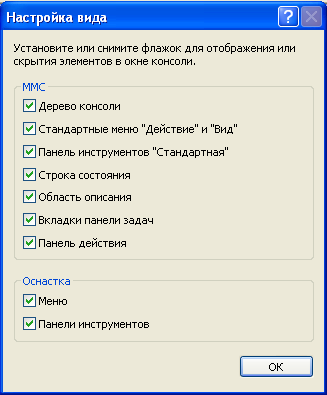 Настройка вида
Установите или снимите флажок для отображения или
скрытия элементов в окне консоли.
MMC
Дерево консоли
Стандартные меню "Действие" и "Вид"
Панель инструментов "Стандартная"
Строка состояния
Область описания
Вкладки панели задач
Панель действия
Оснастка
Меню
Панели инструментов
ОК